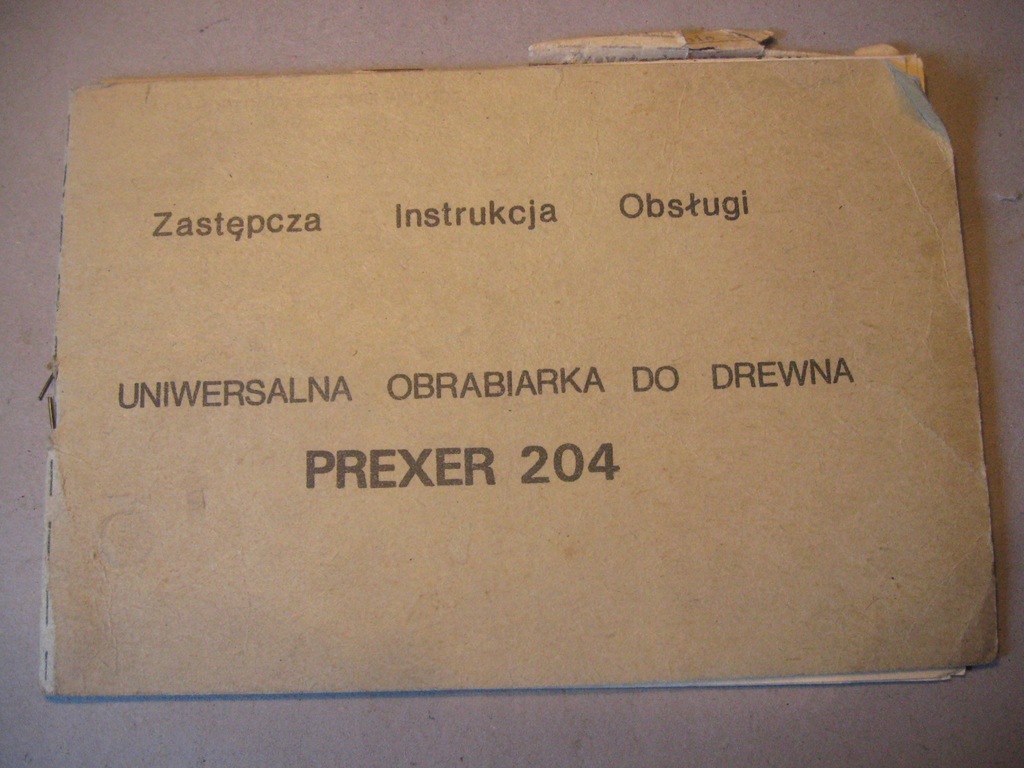 Zastępcza Instrukcja Obsługi
UNIWERSALNA OBRABIARKA DO DREWNA
PREXER 204